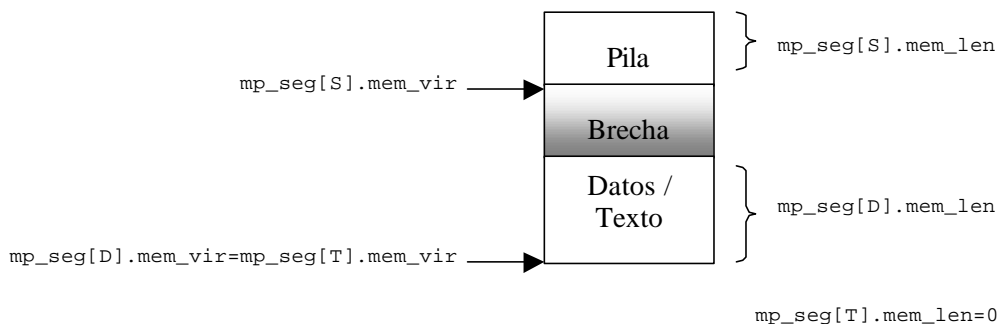 mp_seg[S].mem_len
Pila
mp_seg[S].mem_vir
Brecha
Datos /
Texto
mp_seg[D].mem_len
mp_seg[D].mem_vir=mp_seg[T].mem_vir
mp_seg[T].mem_len=0